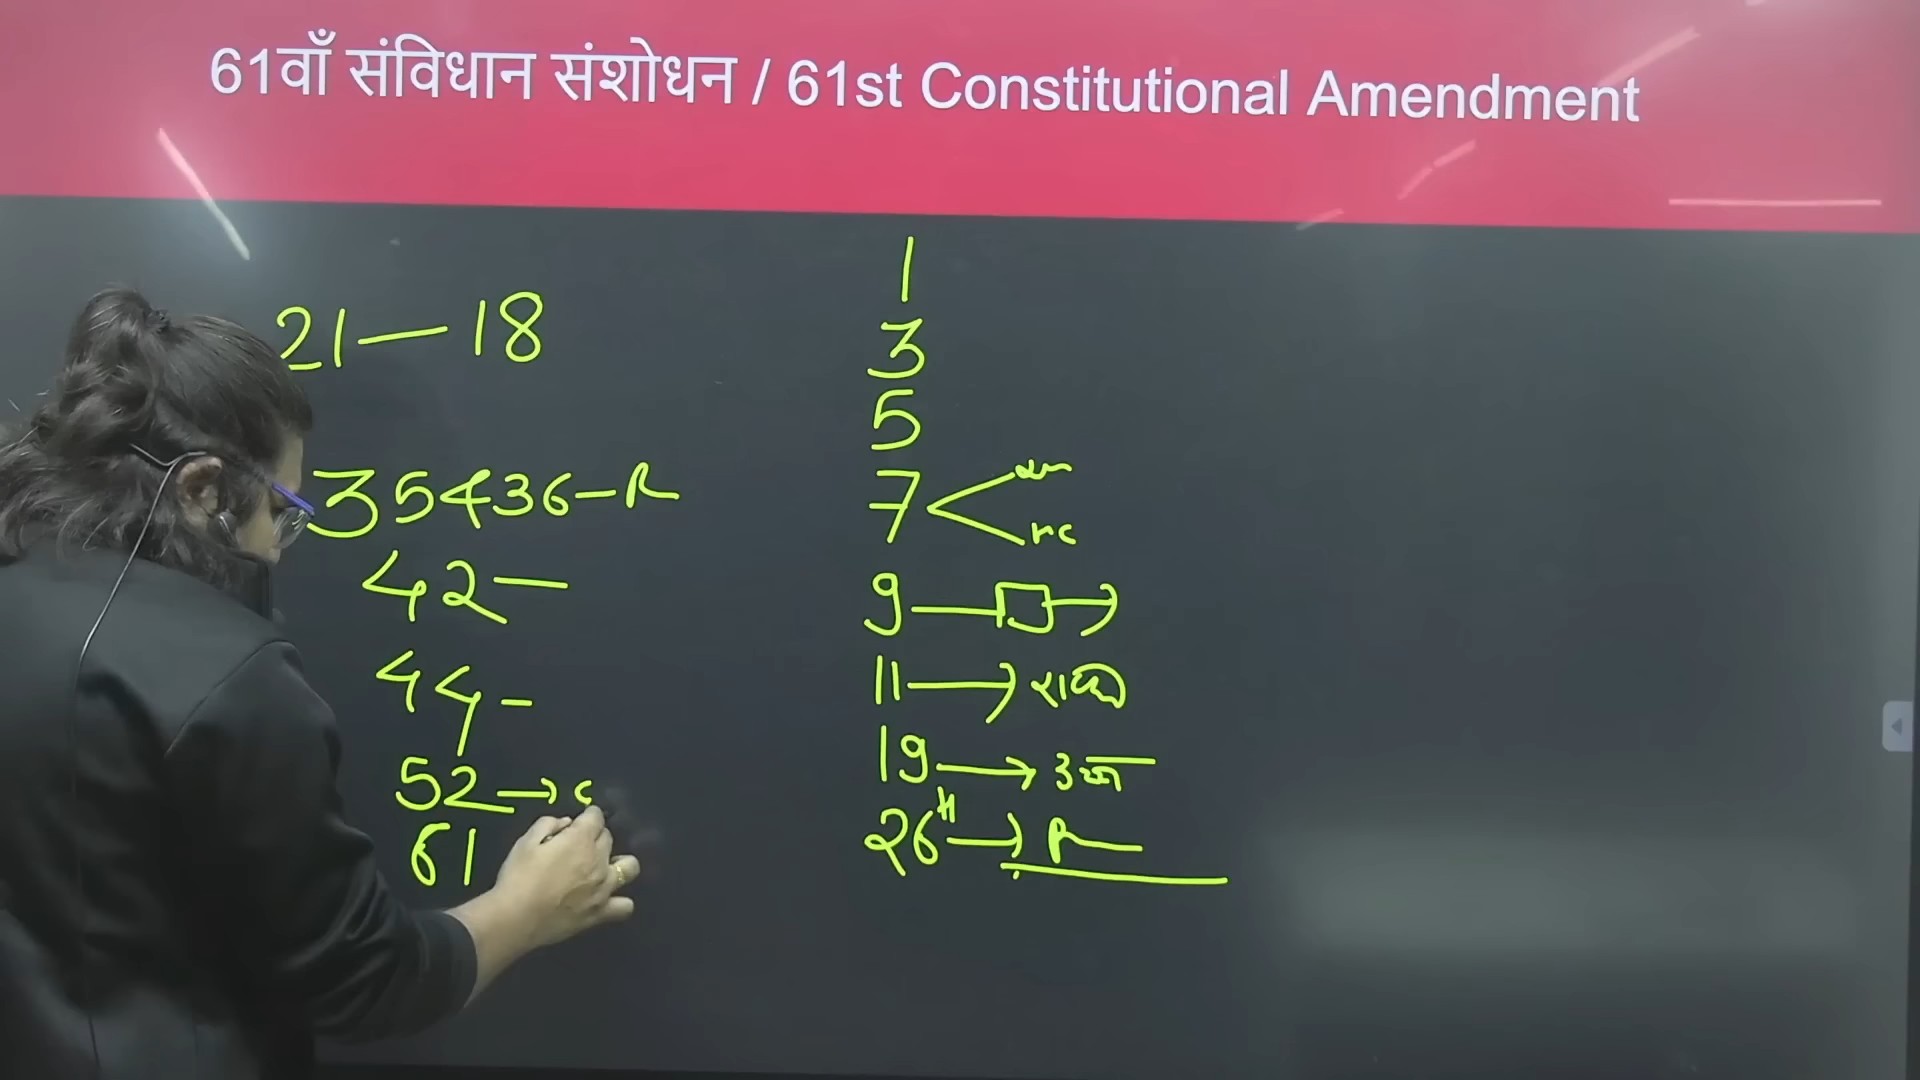 61वाँ संविधान संशोधन / 61st Constitutional Amendment
21 — 18
35436 - R
42 —
44 -
52 →
61
1
3
5
7
9
11 →
19 →
26th → R